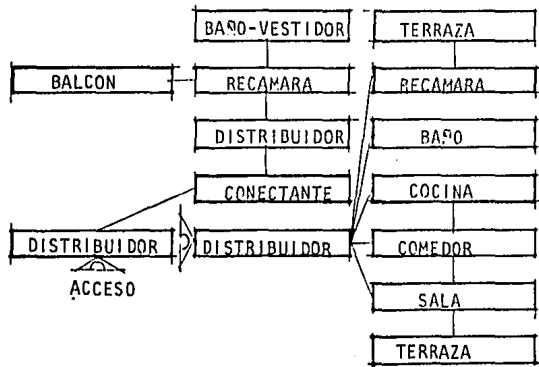 BAÑO-VESTIDOR TERRAZA
BALCON RECAMARA RECAMARA
DISTRIBUIDOR BAÑO
CONECTANTE COCINA
DISTRIBUIDOR DISTRIBUIDOR COMEDOR
ACCESO SALA
TERRAZA